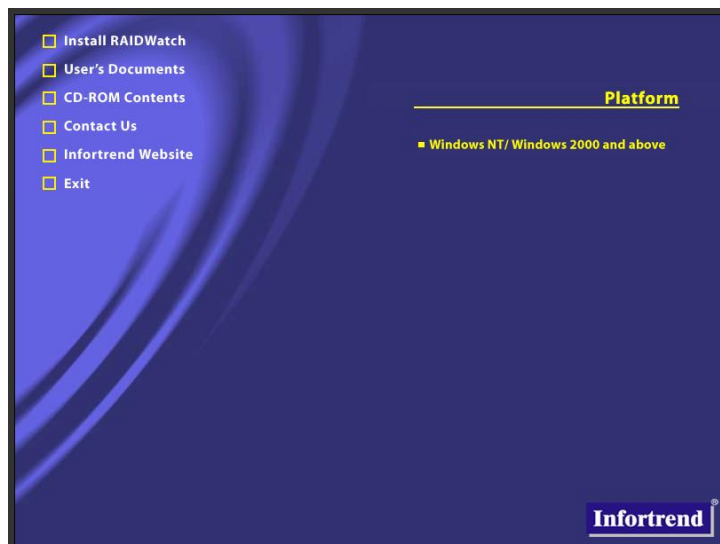 Install RAIDWatch
User's Documents
CD-ROM Contents
Contact Us
Infortrend Website
Exit
Platform
Windows NT/ Windows 2000 and above
Infortrend®